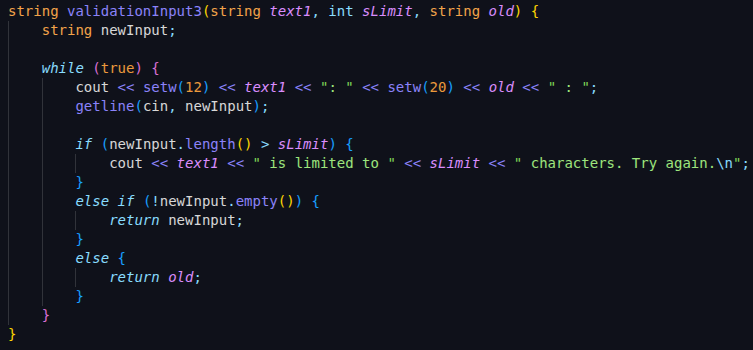 string validationInput3(string text1, int sLimit, string old) {
    string newInput;

    while (true) {
        cout << setw(12) << text1 << ": " << setw(20) << old << " : ";
        getline(cin, newInput);

        if (newInput.length() > sLimit) {
            cout << text1 << " is limited to " << sLimit << " characters. Try again.\n";
        }
        else if (!newInput.empty()) {
            return newInput;
        }
        else {
            return old;
        }
    }
}